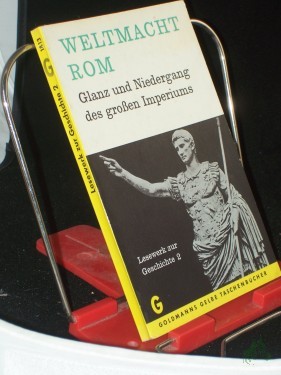 WELTMACHT
ROM
Glanz und Niedergang
des großen Imperiums
Lesewerk zur
Geschichte 2
G
GOLDMANNS GELBE TASCHENBÜCHER
1413
G
Lesewerk zur Geschichte 2